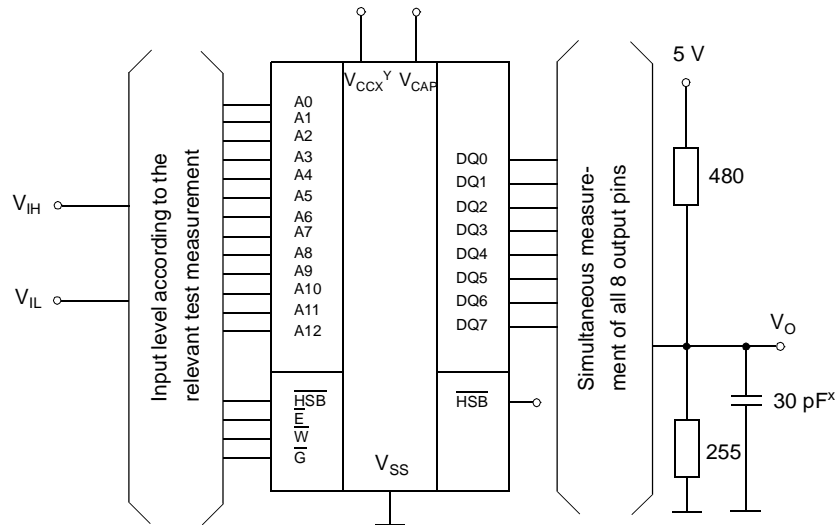 V_CCX^Y V_CAP
5 V
Input level according to the
relevant test measurement
V_IH
V_IL
A0
A1
A2
A3
A4
A5
A6
A7
A8
A9
A10
A11
A12
H̅S̅B̅
E̅
W̅
G̅
V_SS
DQ0
DQ1
DQ2
DQ3
DQ4
DQ5
DQ6
DQ7
H̅S̅B̅
Simultaneous measure-
ment of all 8 output pins
480
V_O
30 pF^x
255